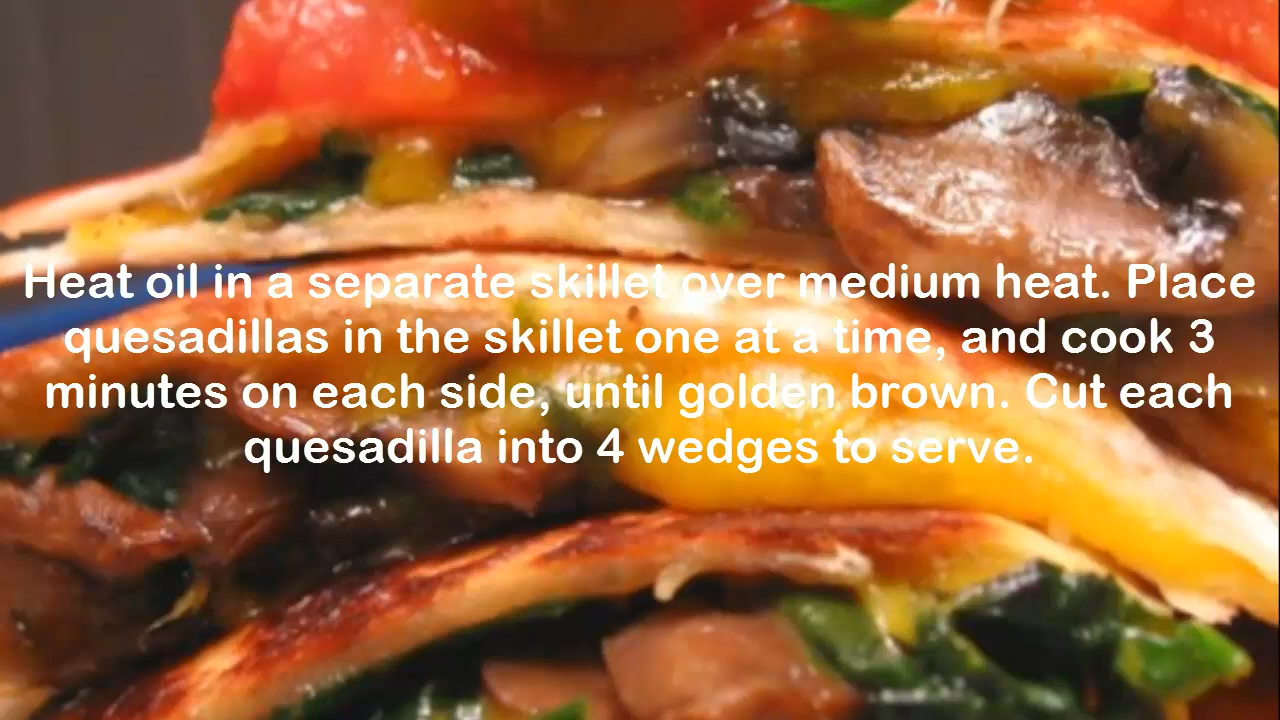 Heat oil in a separate skillet over medium heat. Place
quesadillas in the skillet one at a time, and cook 3
minutes on each side, until golden brown. Cut each
quesadilla into 4 wedges to serve.